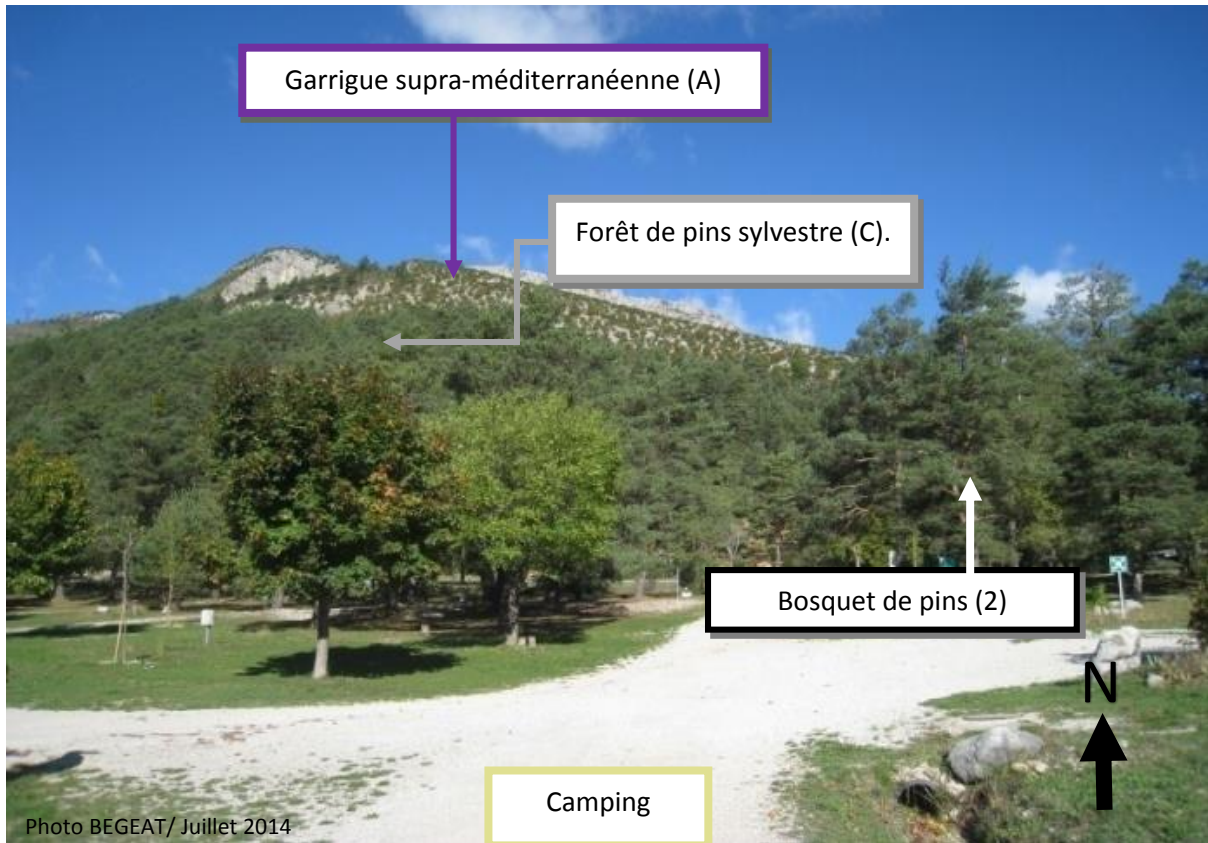 Garrigue supra-méditerranéenne (A)
Forêt de pins sylvestre (C).
Bosquet de pins (2)
N
Camping
Photo BEGEAT/ Juillet 2014